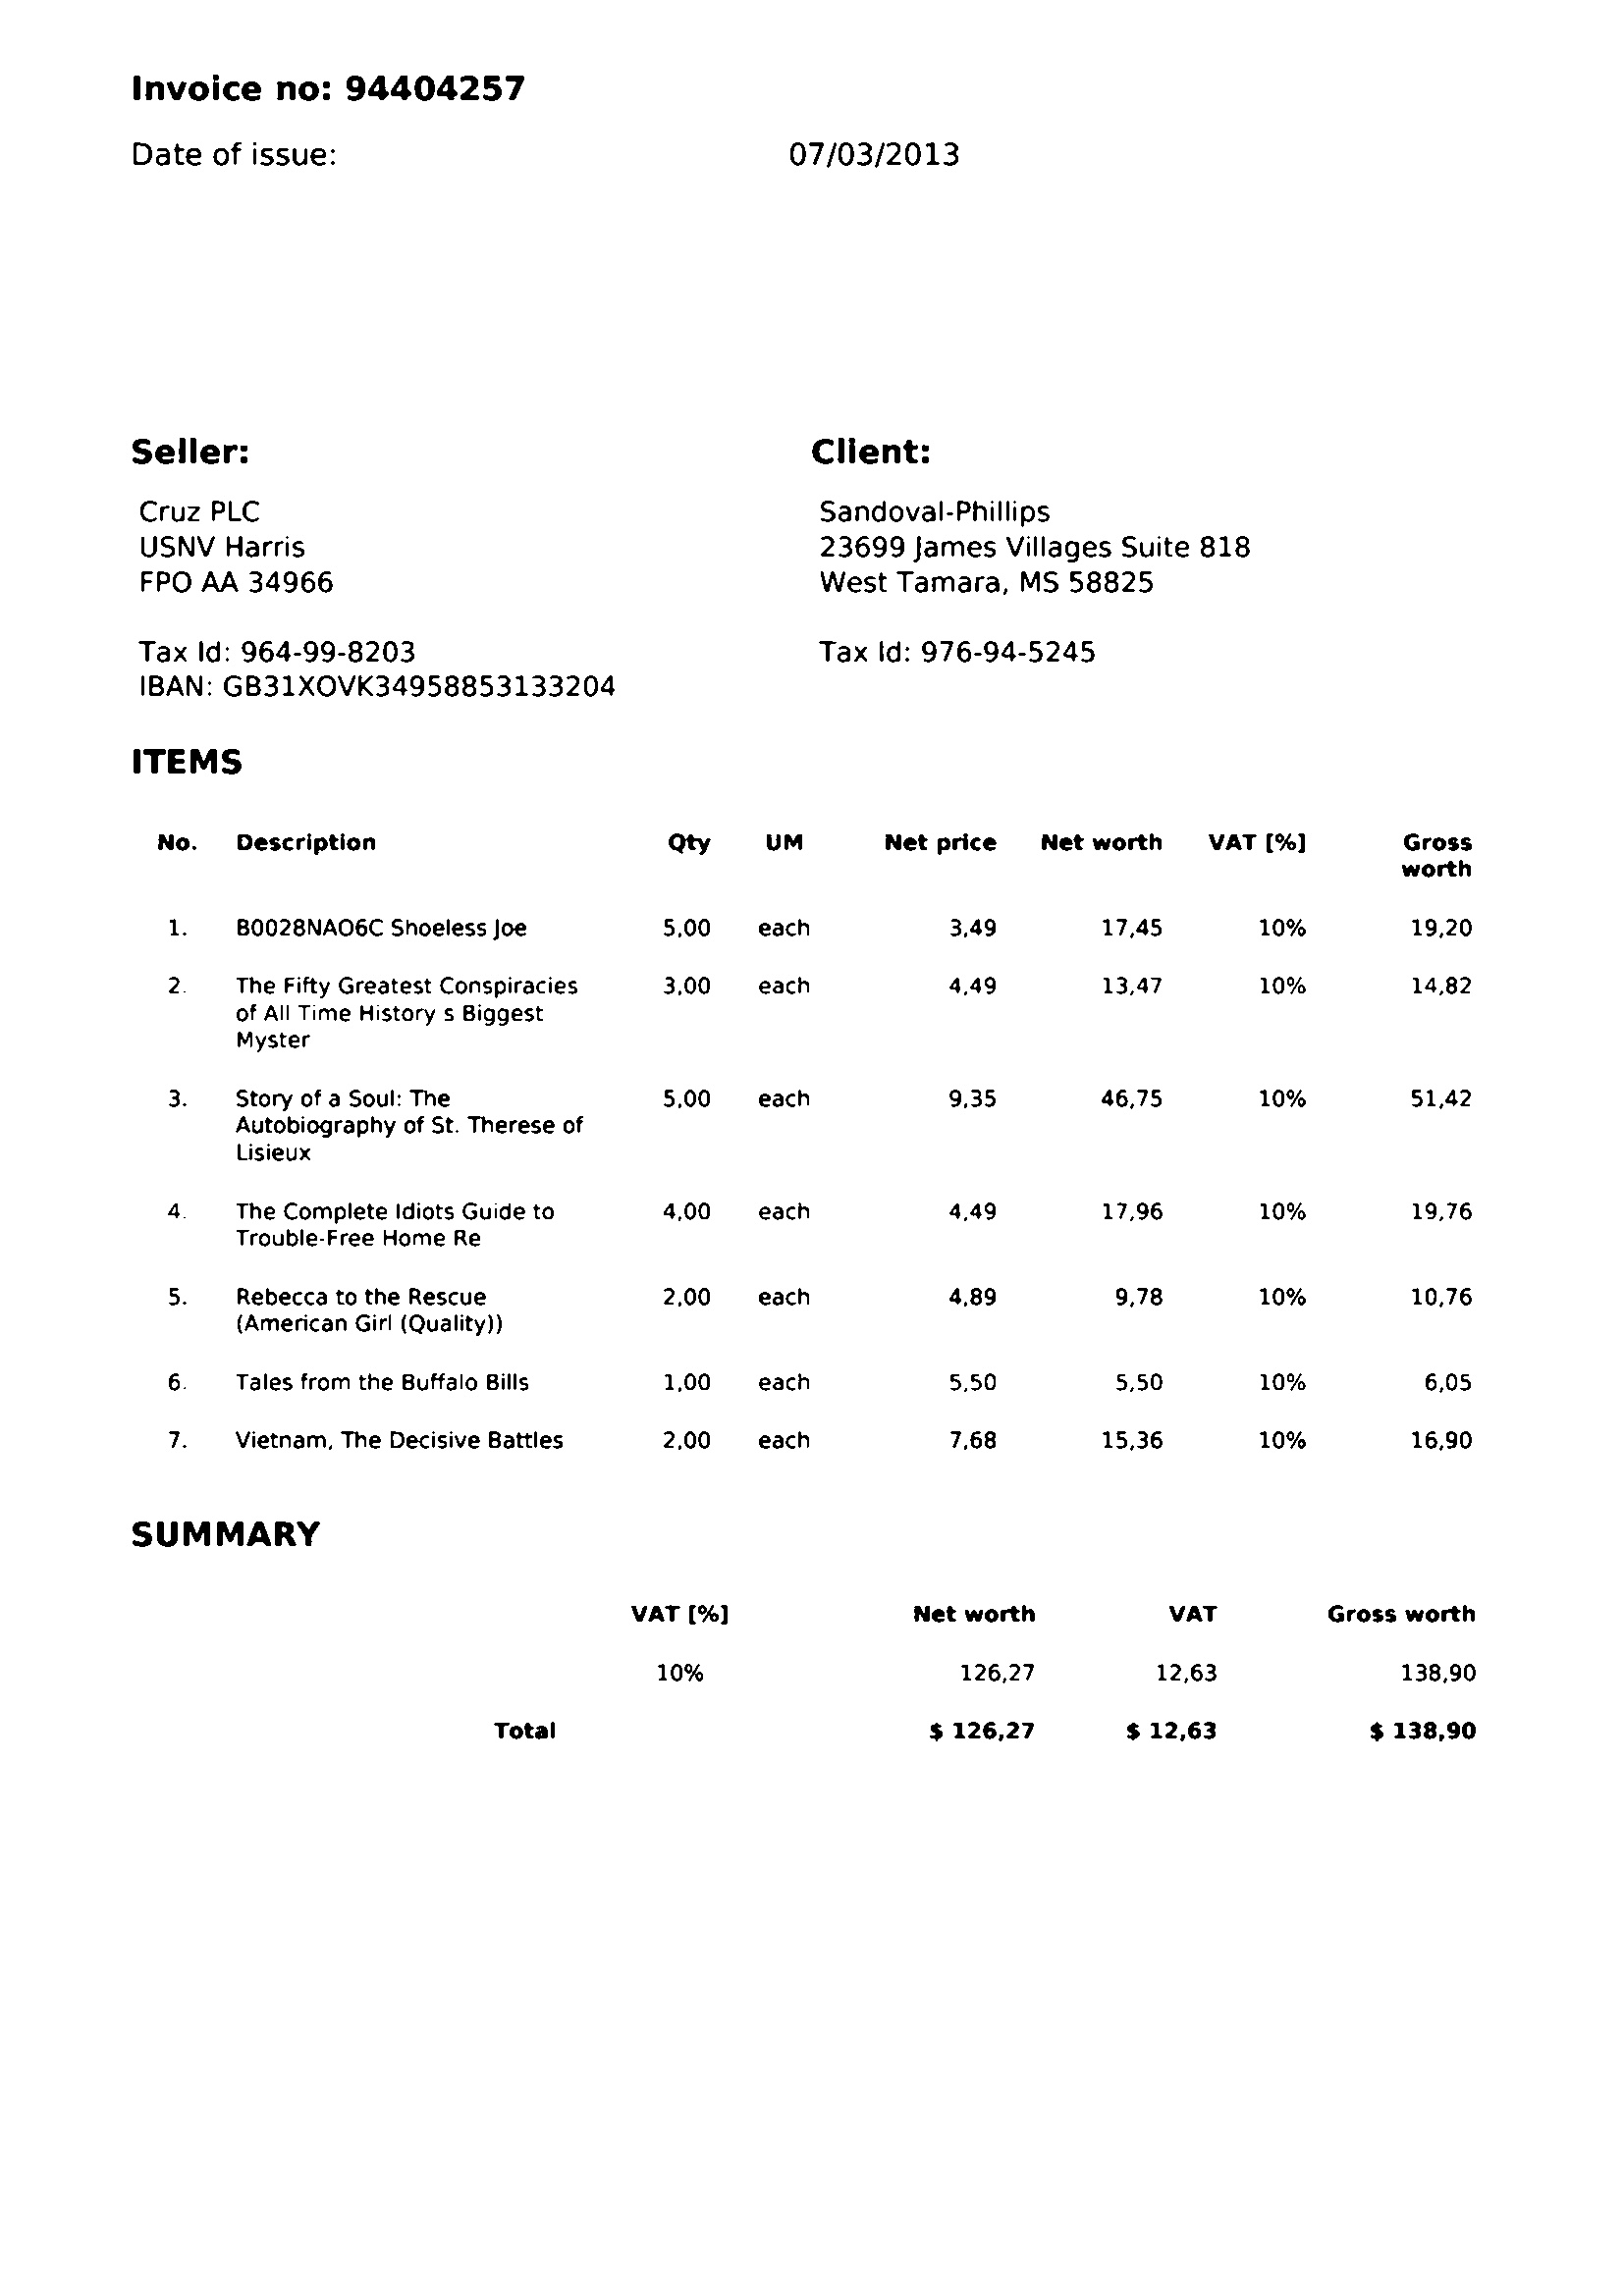 Invoice no: 94404257
Date of issue: 07/03/2013
Seller: Client:
Cruz PLC Sandoval-Phillips
USNV Harris 23699 James Villages Suite 818
FPO AA 34966 West Tamara, MS 58825
Tax Id: 964-99-8203 Tax Id: 976-94-5245
IBAN: GB31XOVK34958853133204
ITEMS
No. Description Qty UM Net price Net worth VAT [%] Gross
worth
1. B0028NAO6C Shoeless Joe 5,00 each 3,49 17,45 10% 19,20
2. The Fifty Greatest Conspiracies 3,00 each 4,49 13,47 10% 14,82
of All Time History s Biggest
Myster
3. Story of a Soul: The 5,00 each 9,35 46,75 10% 51,42
Autobiography of St. Therese of
Lisieux
4. The Complete Idiots Guide to 4,00 each 4,49 17,96 10% 19,76
Trouble-Free Home Re
5. Rebecca to the Rescue 2,00 each 4,89 9,78 10% 10,76
(American Girl (Quality))
6. Tales from the Buffalo Bills 1,00 each 5,50 5,50 10% 6,05
7. Vietnam, The Decisive Battles 2,00 each 7,68 15,36 10% 16,90
SUMMARY
VAT [%] Net worth VAT Gross worth
10% 126,27 12,63 138,90
Total $ 126,27 $ 12,63 $ 138,90